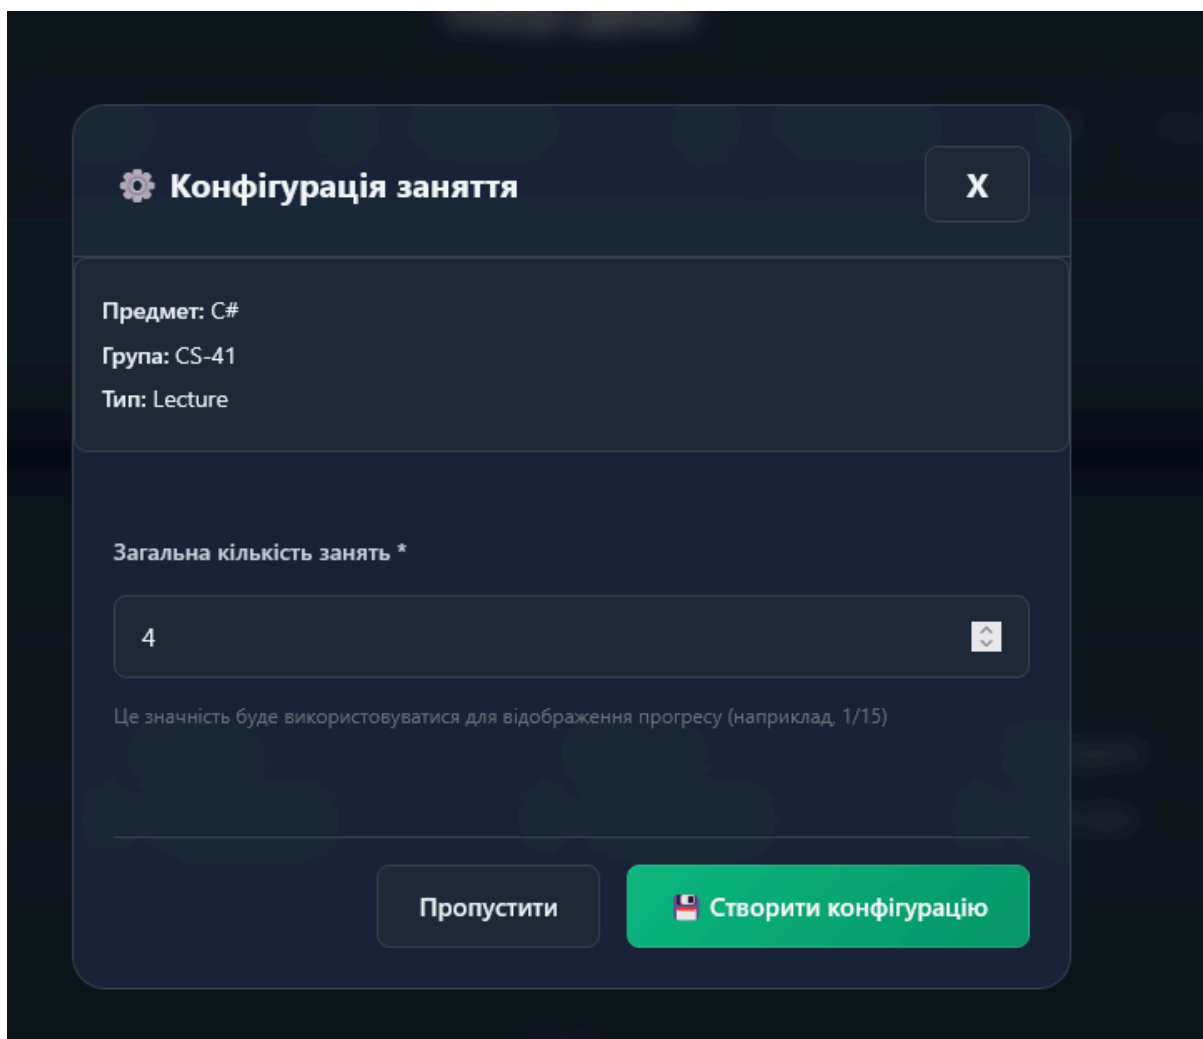 Конфігурація заняття
X
Предмет: C#
Група: CS-41
Тип: Lecture
Загальна кількість занять *
4
Це значність буде використовуватися для відображення прогресу (наприклад, 1/15)
Пропустити
Створити конфігурацію